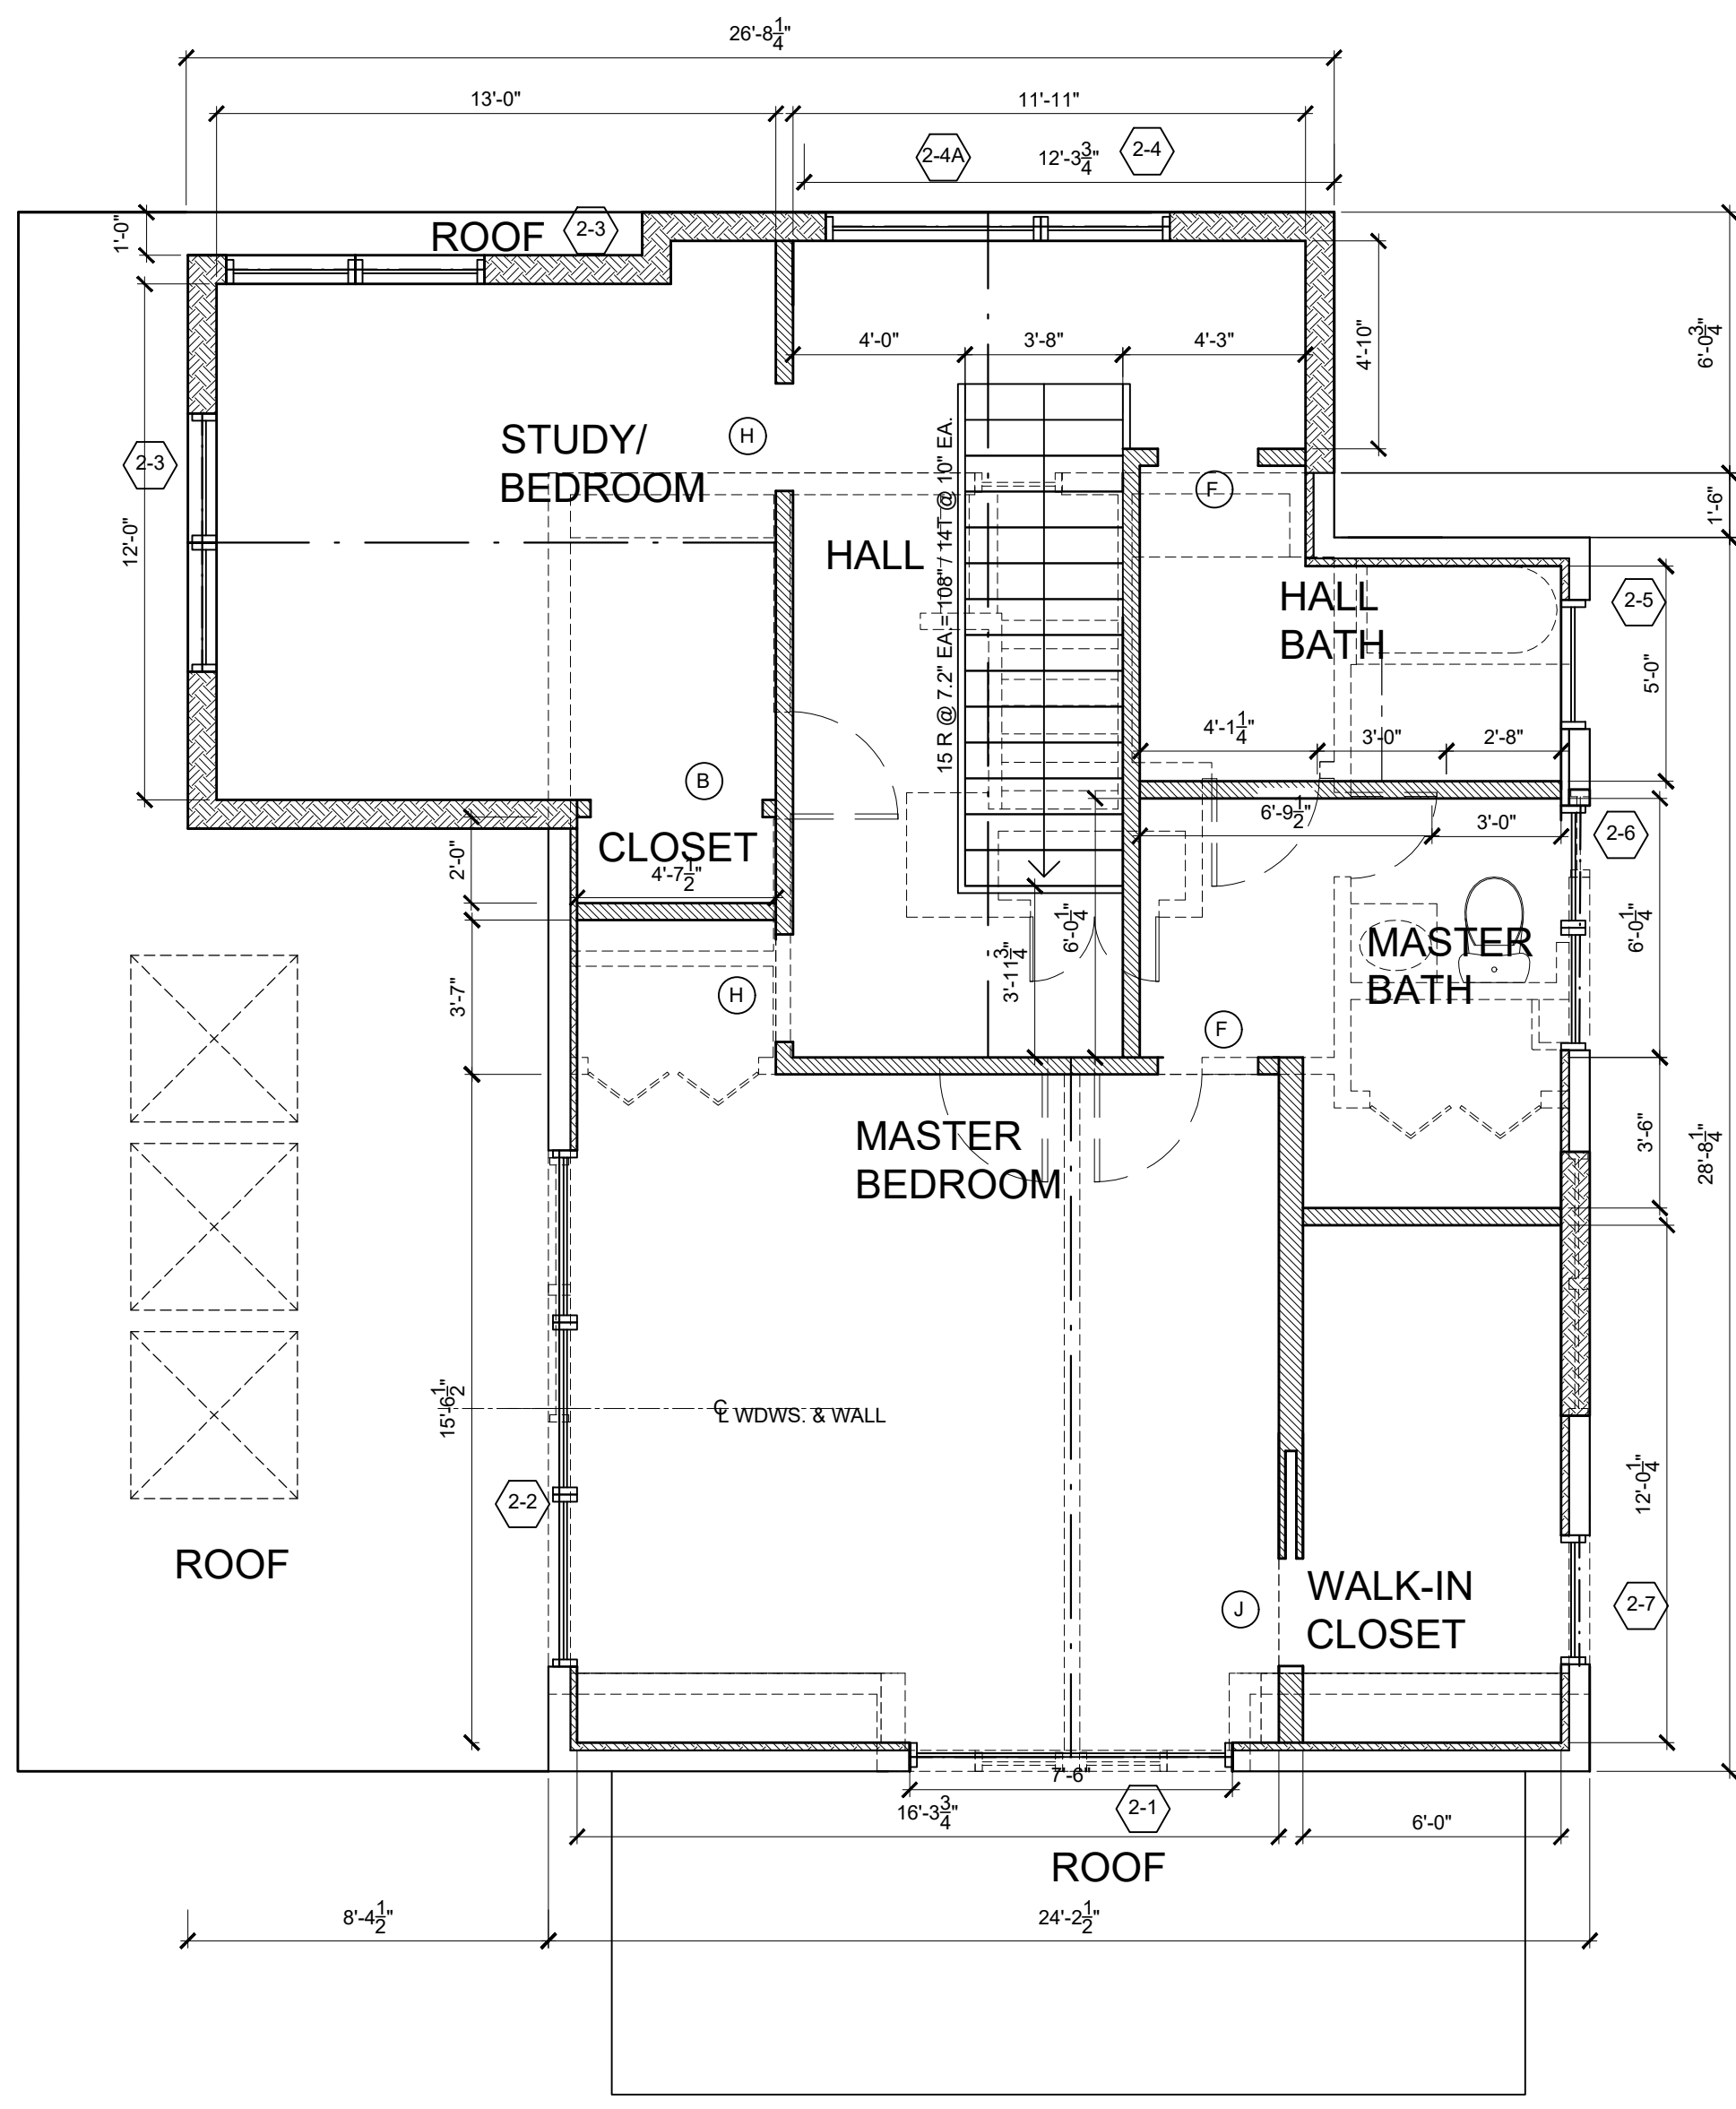 26'-8 1/4"
13'-0"
11'-11"
2-4A
12'-3 3/4"
2-4
1'-0"
ROOF
2-3
4'-0"
3'-8"
4'-3"
4'-10"
6'-0 3/4"
2-3
12'-0"
STUDY/
BEDROOM
H
15 R @ 7.2" EA.= 108" / 14T @ 10" EA.
F
1'-6"
HALL
HALL
BATH
2-5
5'-0"
4'-1 1/4"
3'-0"
2'-8"
B
CLOSET
4'-7 1/2"
2'-0"
6'-9 1/2"
3'-0"
2-6
3'-7"
H
3'-11 3/4"
6'-0 1/4"
F
MASTER
BATH
6'-0 1/4"
MASTER
BEDROOM
3'-6"
28'-8 1/4"
15'-6 1/2"
℄ WDWS. & WALL
2-2
12'-0 1/4"
ROOF
J
WALK-IN
CLOSET
2-7
7'-6"
16'-3 3/4"
2-1
6'-0"
ROOF
8'-4 1/2"
24'-2 1/2"